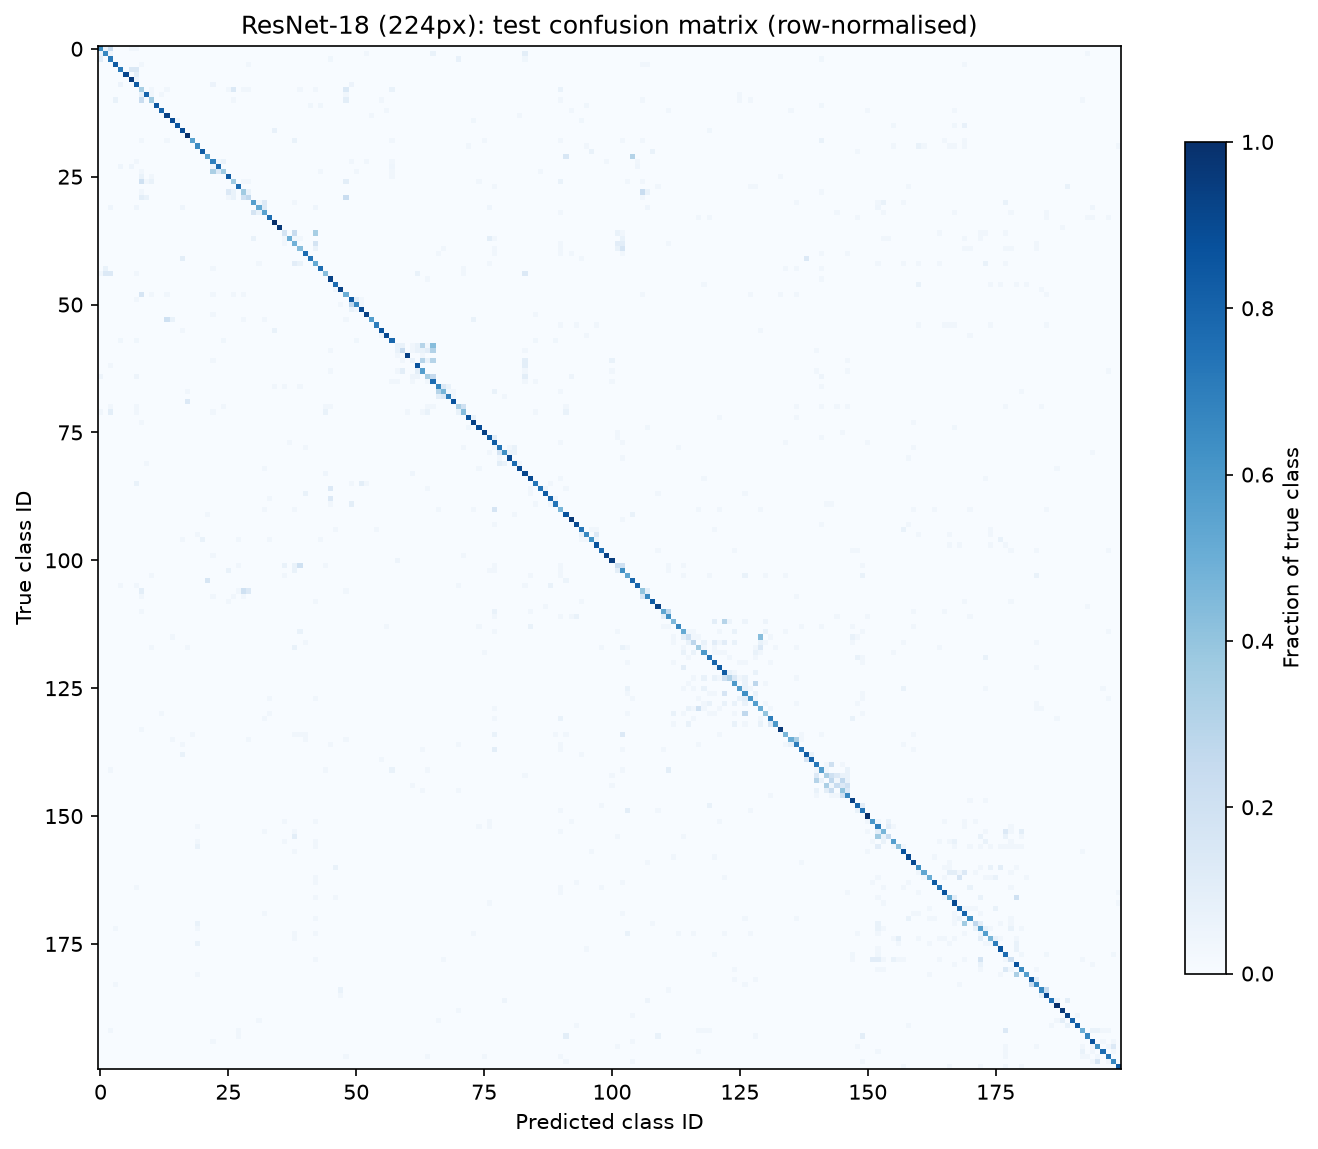 ResNet-18 (224px): test confusion matrix (row-normalised)
0
25
50
75
100
125
150
175
True class ID
0 25 50 75 100 125 150 175
Predicted class ID
1.0
0.8
0.6
0.4
0.2
0.0
Fraction of true class